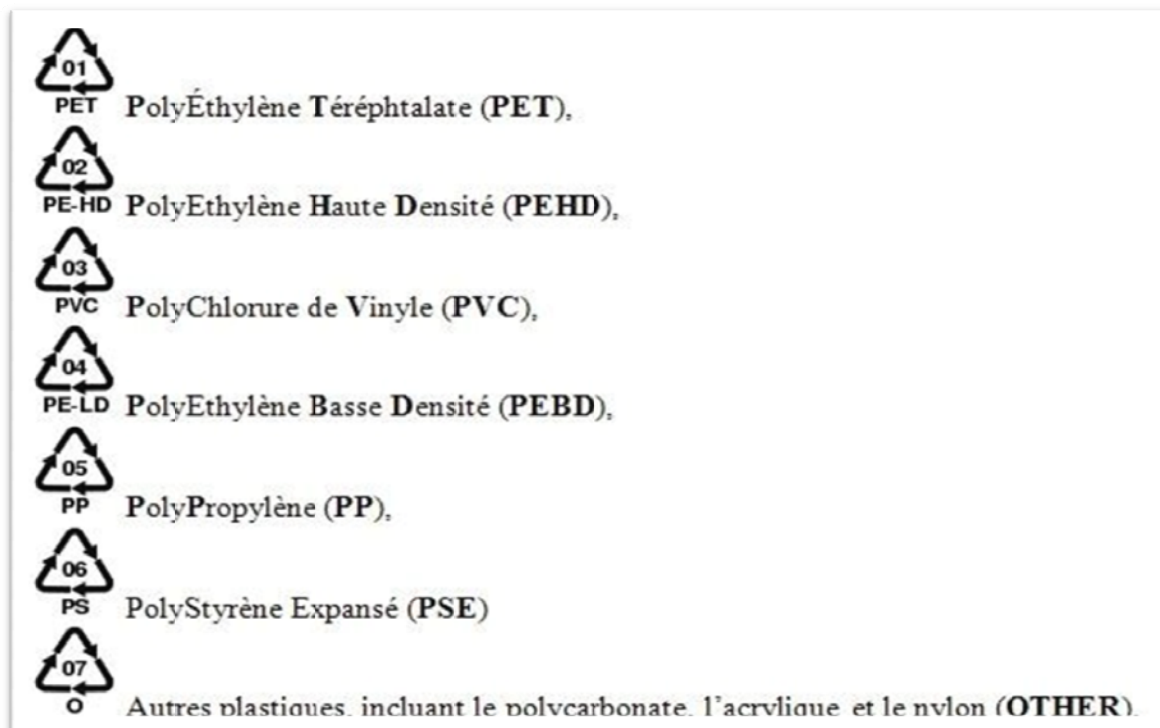 01
PET PolyÉthylène Téréphtalate (PET),
02
PE-HD PolyEthylène Haute Densité (PEHD),
03
PVC PolyChlorure de Vinyle (PVC),
04
PE-LD PolyEthylène Basse Densité (PEBD),
05
PP PolyPropylène (PP),
06
PS PolyStyrène Expansé (PSE)
07
O Autres plastiques, incluant le polycarbonate, l'acrylique et le nylon (OTHER).